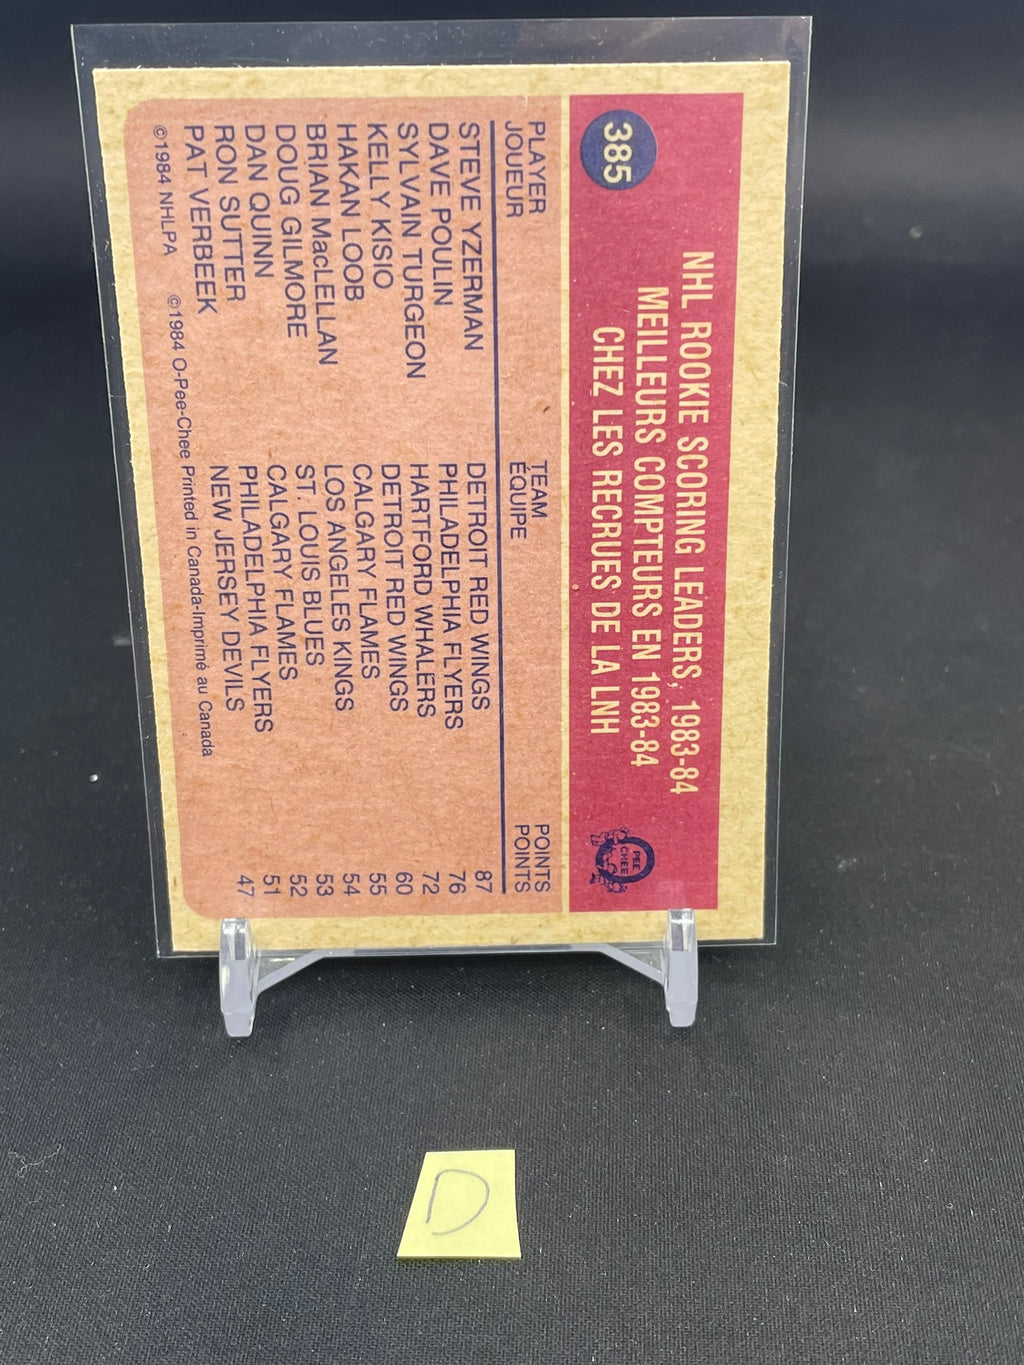 385
NHL ROOKIE SCORING LEADERS, 1983-84
MEILLEURS COMPTEURS EN 1983-84
CHEZ LES RECRUES DE LA LNH
PEE
CHEE
PLAYER TEAM POINTS
JOUEUR ÉQUIPE POINTS
STEVE YZERMAN DETROIT RED WINGS 87
DAVE POULIN PHILADELPHIA FLYERS 76
SYLVAIN TURGEON HARTFORD WHALERS 72
KELLY KISIO DETROIT RED WINGS 60
HAKAN LOOB CALGARY FLAMES 55
BRIAN MacLELLAN LOS ANGELES KINGS 54
DOUG GILMORE ST. LOUIS BLUES 53
DAN QUINN CALGARY FLAMES 52
RON SUTTER PHILADELPHIA FLYERS 51
PAT VERBEEK NEW JERSEY DEVILS 47
©1984 NHLPA ©1984 O-Pee-Chee Printed in Canada-Imprimé au Canada
D